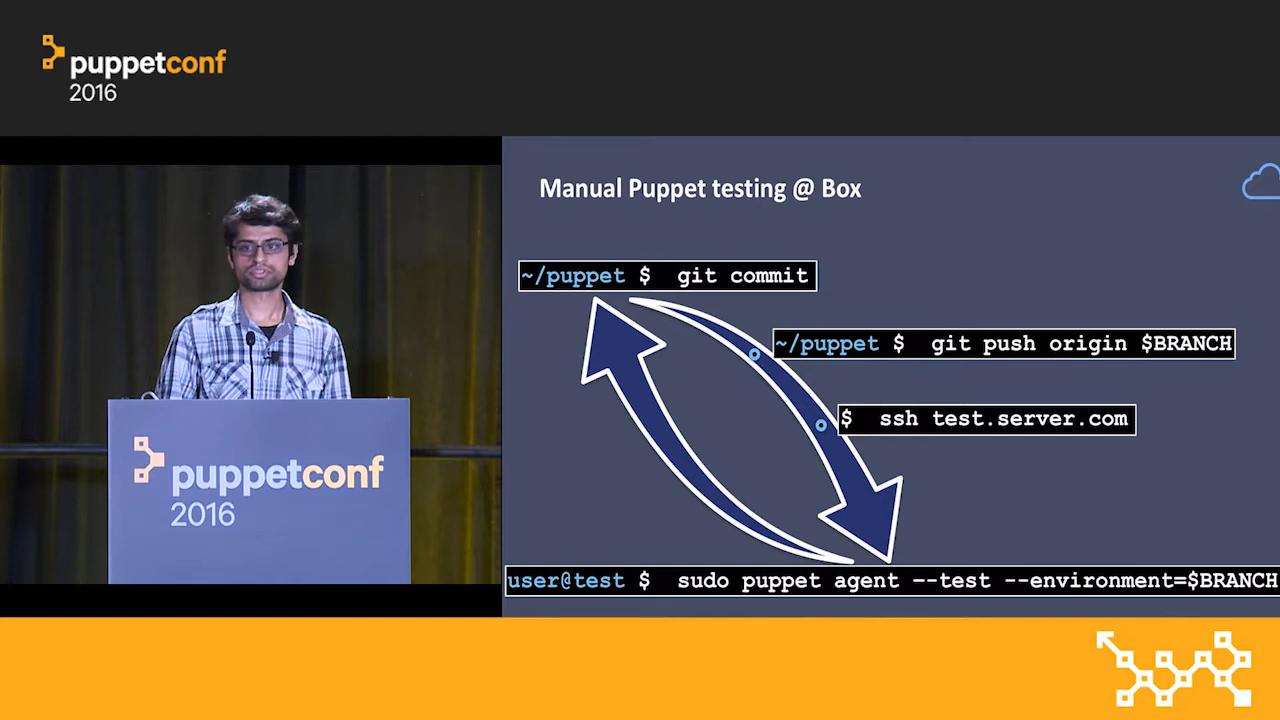 puppetconf
2016
Manual Puppet testing @ Box
~/puppet $ git commit
~/puppet $ git push origin $BRANCH
$ ssh test.server.com
user@test $ sudo puppet agent --test --environment=$BRANCH
puppetconf
2016